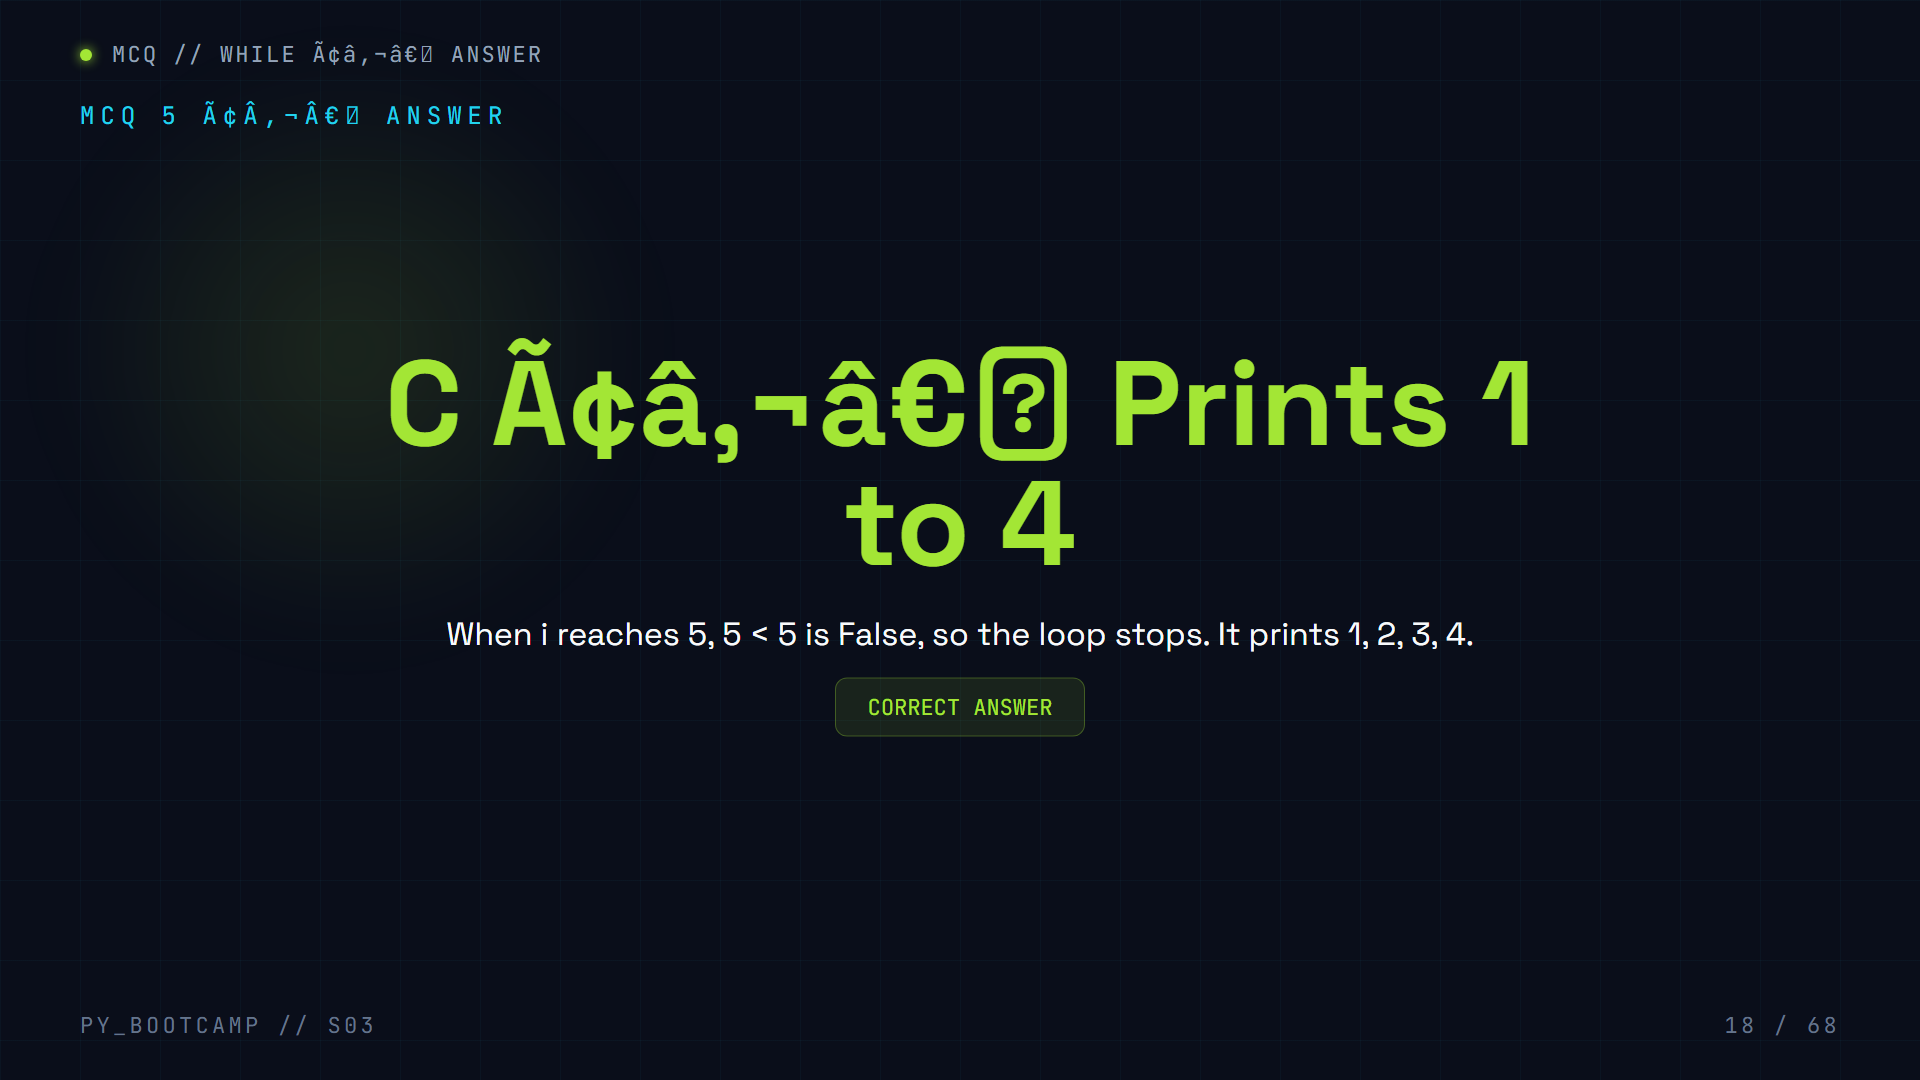 MCQ // WHILE Ã¢â‚¬â€� ANSWER
MCQ 5 Ã¢Â‚¬Â€� ANSWER
C Ã¢â‚¬â€� Prints 1
to 4
When i reaches 5, 5 < 5 is False, so the loop stops. It prints 1, 2, 3, 4.
CORRECT ANSWER
PY_BOOTCAMP // S03
18 / 68